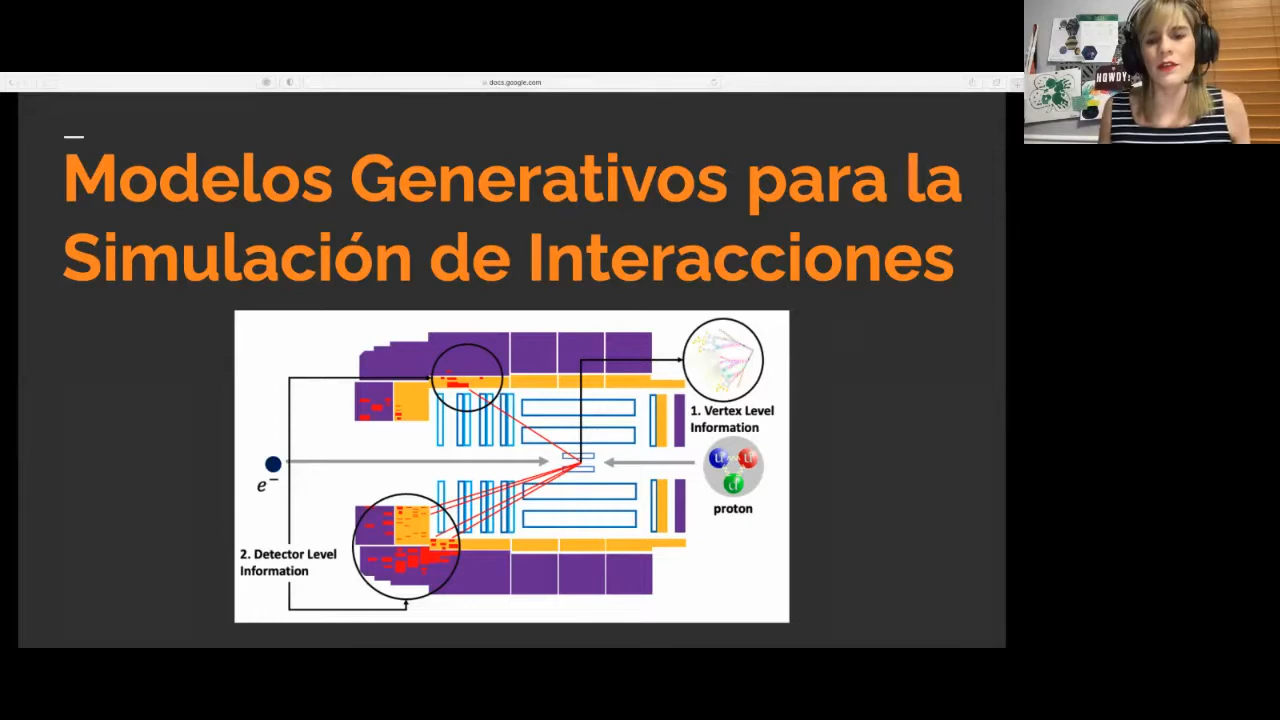 docs.google.com
HOWDY!
Modelos Generativos para la
Simulación de Interacciones
1. Vertex Level
Information
e⁻
proton
2. Detector Level
Information